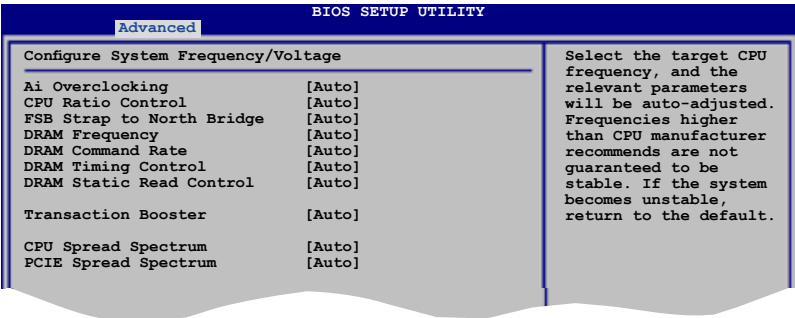 BIOS SETUP UTILITY
Advanced
Configure System Frequency/Voltage
Ai Overclocking [Auto]
CPU Ratio Control [Auto]
FSB Strap to North Bridge [Auto]
DRAM Frequency [Auto]
DRAM Command Rate [Auto]
DRAM Timing Control [Auto]
DRAM Static Read Control [Auto]
Transaction Booster [Auto]
CPU Spread Spectrum [Auto]
PCIE Spread Spectrum [Auto]
Select the target CPU
frequency, and the
relevant parameters
will be auto-adjusted.
Frequencies higher
than CPU manufacturer
recommends are not
guaranteed to be
stable. If the system
becomes unstable,
return to the default.